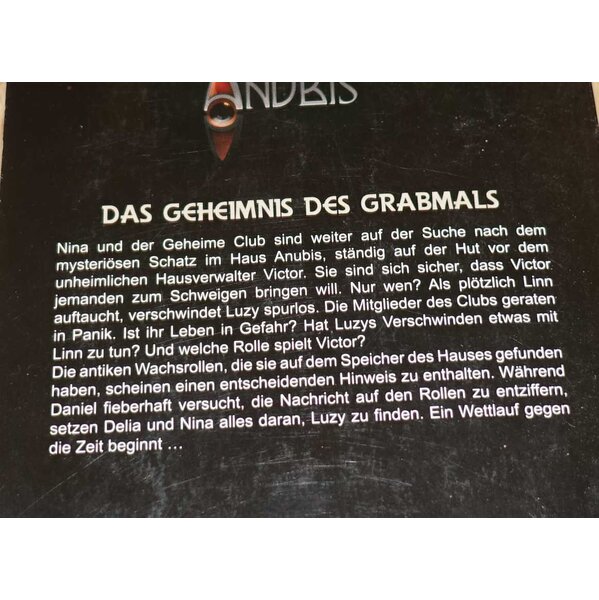 ANUBIS
DAS GEHEIMNIS DES GRABMALS
Nina und der Geheime Club sind weiter auf der Suche nach dem
mysteriösen Schatz im Haus Anubis, ständig auf der Hut vor dem
unheimlichen Hausverwalter Victor. Sie sind sich sicher, dass Victor
jemanden zum Schweigen bringen will. Nur wen? Als plötzlich Linn
auftaucht, verschwindet Luzy spurlos. Die Mitglieder des Clubs geraten
in Panik. Ist ihr Leben in Gefahr? Hat Luzys Verschwinden etwas mit
Linn zu tun? Und welche Rolle spielt Victor?
Die antiken Wachsrollen, die sie auf dem Speicher des Hauses gefunden
haben, scheinen einen entscheidenden Hinweis zu enthalten. Während
Daniel fieberhaft versucht, die Nachricht auf den Rollen zu entziffern,
setzen Delia und Nina alles daran, Luzy zu finden. Ein Wettlauf gegen
die Zeit beginnt ...